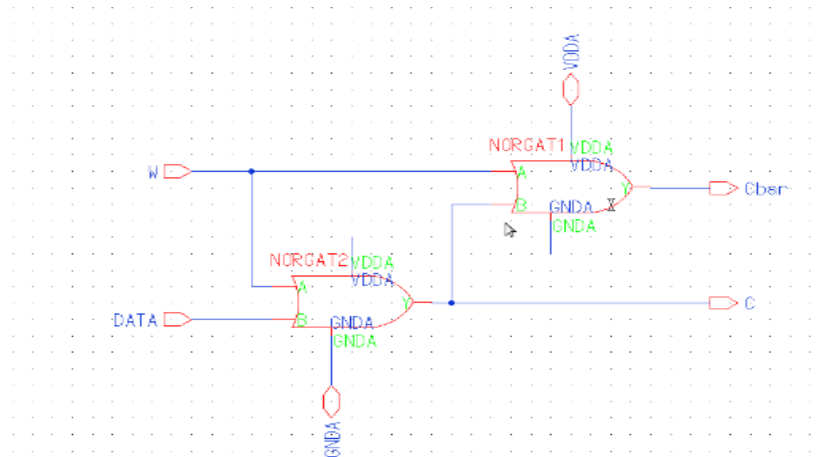 VDDA
NORGAT1 VDDA
VDDA
W
A
Y
Cbar
B
GNDA
X
GNDA
NORGAT2 VDDA
VDDA
A
Y
C
DATA
B
GNDA
GNDA
GNDA